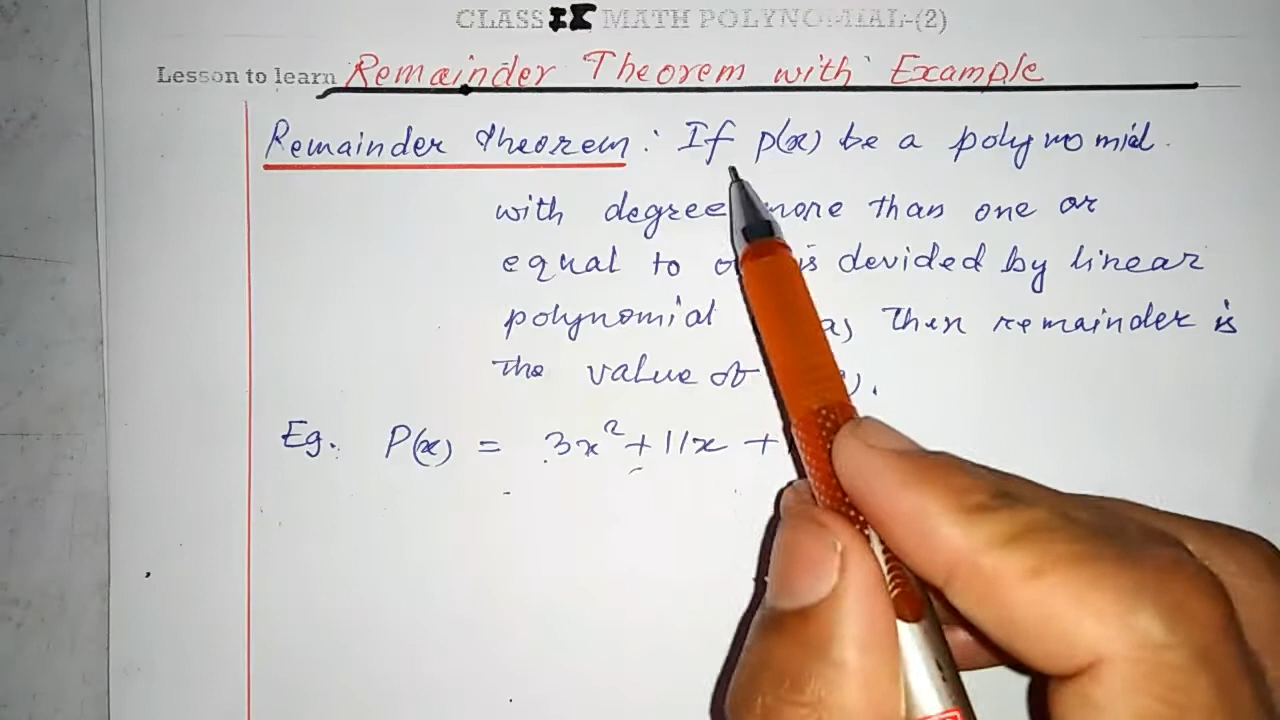 CLASS IX MATH POLYNOMIAL-(2)
Lesson to learn Remainder Theorem with Example
Remainder Theorem: If p(x) be a polynomial.
with degree more than one or
equal to is devided by linear
polynomial a, Then remainder is
The value of ).
Eg. P(x) = 3x² + 11x +